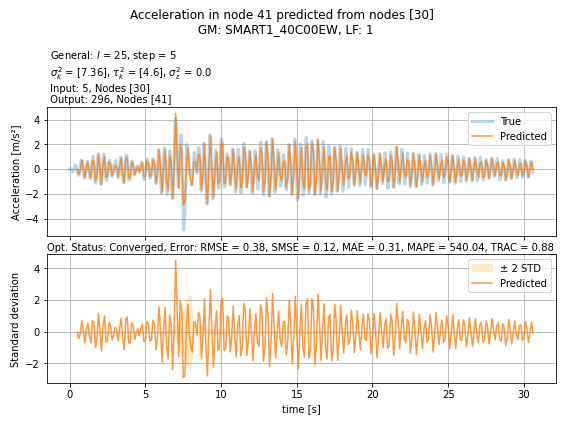 Acceleration in node 41 predicted from nodes [30]
GM: SMART1_40C00EW, LF: 1
General: l = 25, step = 5
σ²ₖ = [7.36], τ²ₖ = [4.6], σ²ε = 0.0
Input: 5, Nodes [30]
Output: 296, Nodes [41]
Acceleration [m/s²]
4
2
0
−2
−4
True
Predicted
Opt. Status: Converged, Error: RMSE = 0.38, SMSE = 0.12, MAE = 0.31, MAPE = 540.04, TRAC = 0.88
Standard deviation
4
2
0
−2
± 2 STD
Predicted
0 5 10 15 20 25 30
time [s]